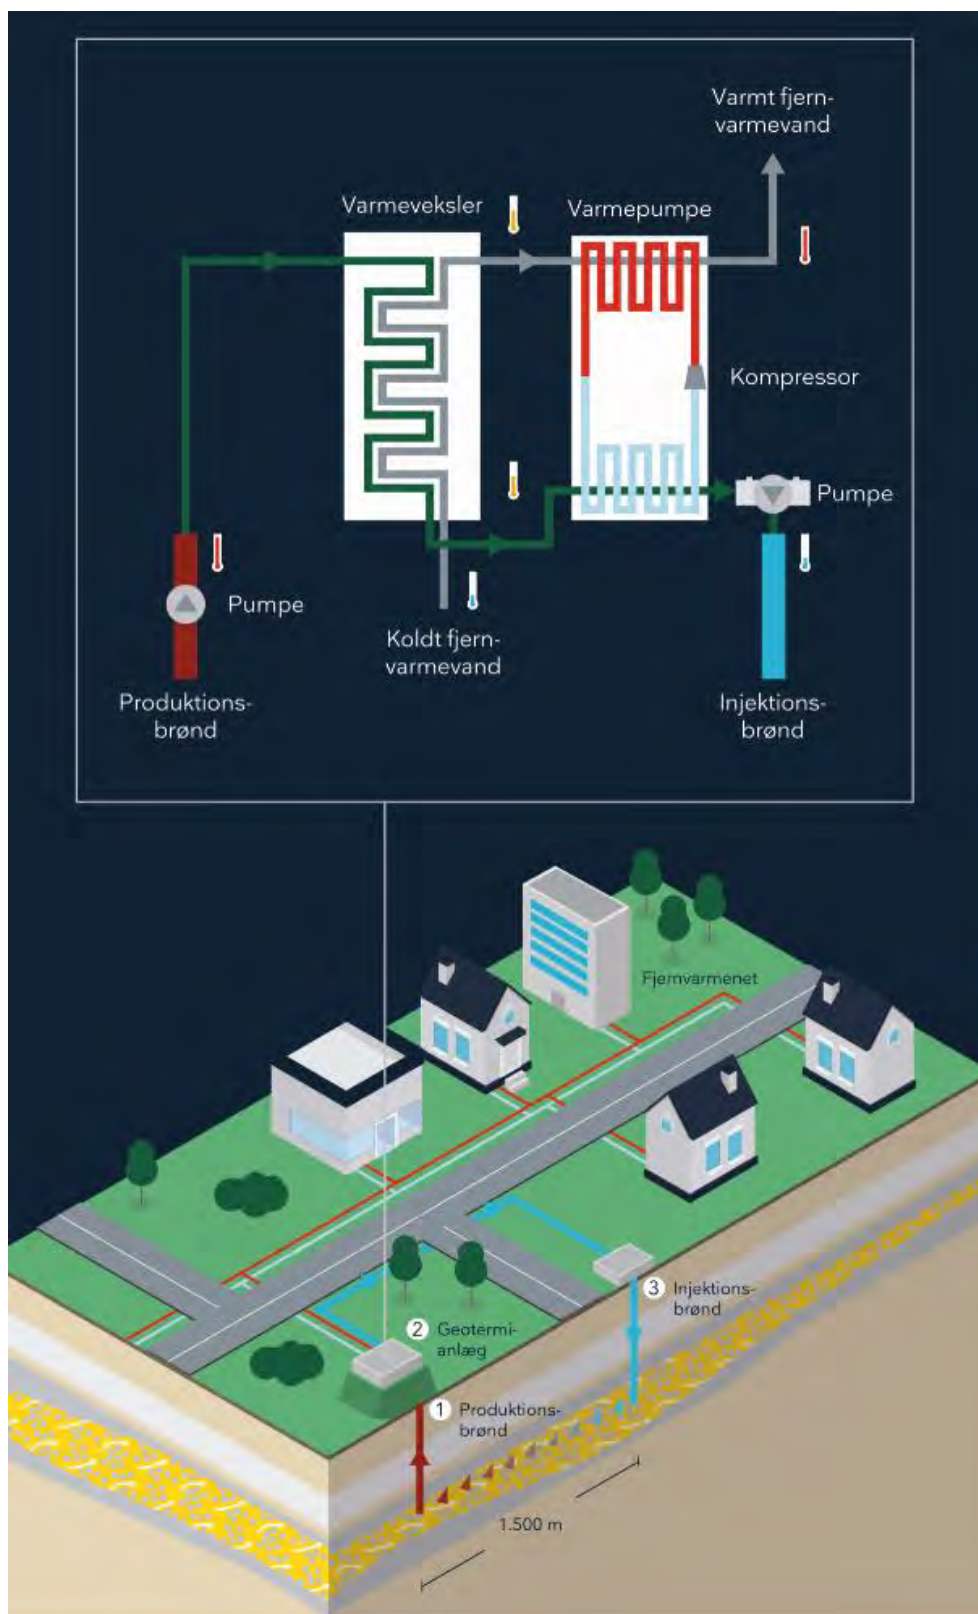 Varmt fjern-
varmevand
Varmeveksler
Varmepumpe
Kompressor
Pumpe
Pumpe
Koldt fjern-
varmevand
Produktions-
brønd
Injektions-
brønd
Fjernvarmenet
3 Injektions-
brønd
2 Geotermi-
anlæg
1 Produktions-
brønd
1.500 m